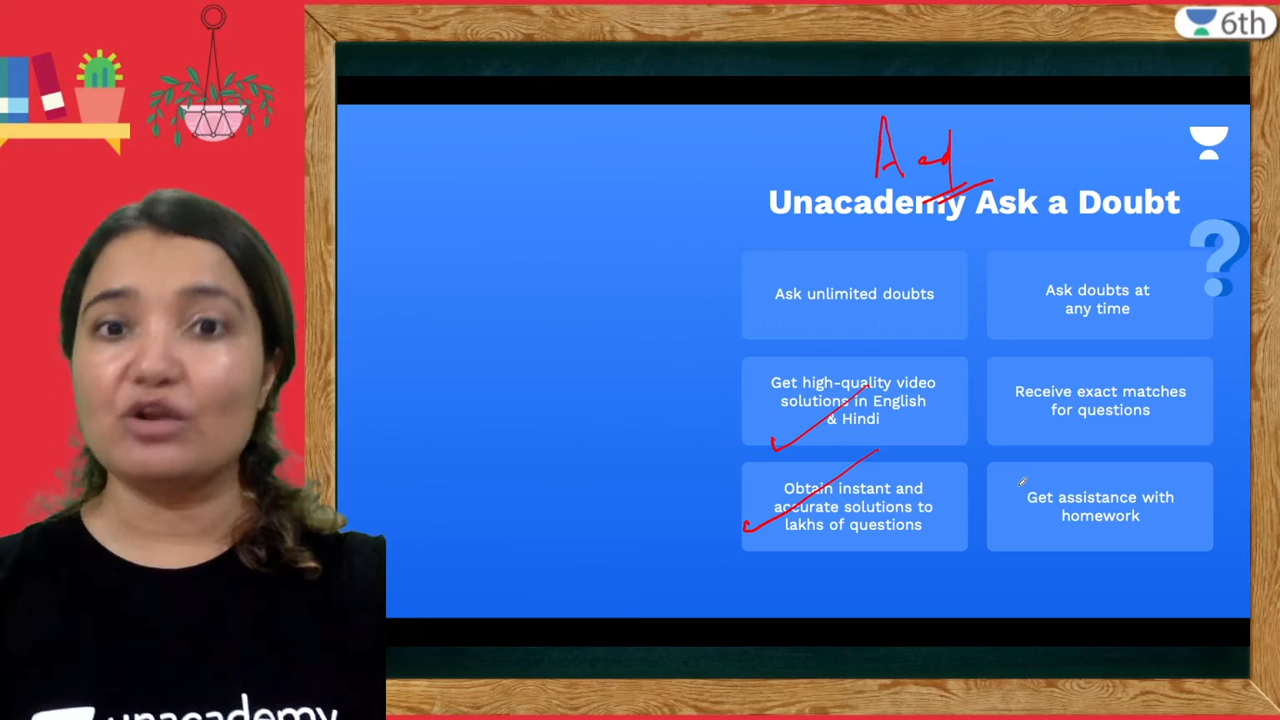 6th
Aad
Unacademy Ask a Doubt
Ask unlimited doubts
Ask doubts at
any time
Get high-quality video
solutions in English
& Hindi
Receive exact matches
for questions
Obtain instant and
accurate solutions to
lakhs of questions
Get assistance with
homework
unacademy